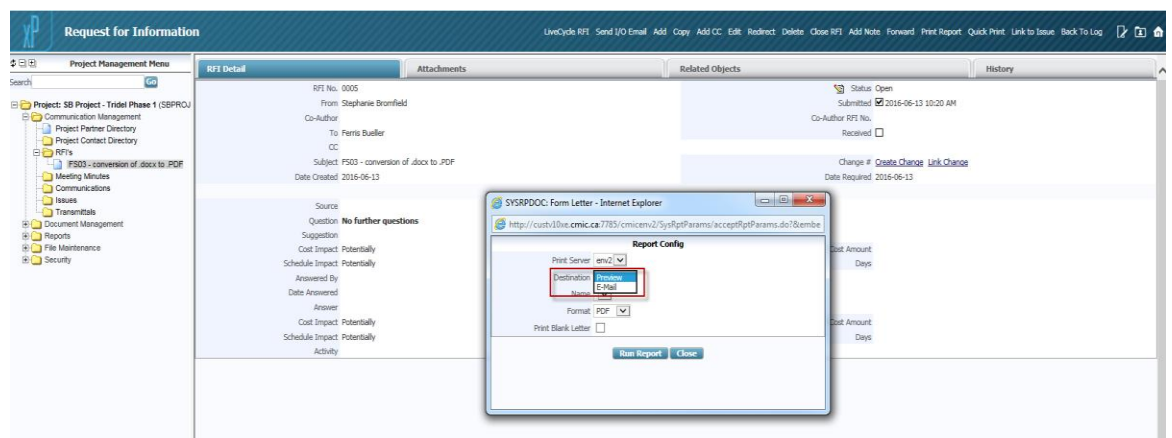 xP Request for Information LiveCycle RFI Send I/O Email Add Copy Add CC Edit Redirect Delete Close RFI Add Note Forward Print Report Quick Print Link to Issue Back To Log
Project Management Menu
Search Go
Project: SB Project - Tridel Phase 1 (SBPROJ
Communication Management
Project Partner Directory
Project Contact Directory
RFI's
FS03 - conversion of .docx to .PDF
Meeting Minutes
Communications
Issues
Transmittals
Document Management
Reports
File Maintenance
Security
RFI Detail Attachments Related Objects History
RFI No. 0005 Status Open
From Stephanie Bromfield Submitted 2016-06-13 10:20 AM
Co-Author Co-Author RFI No.
To Ferris Bueller Received
CC
Subject FS03 - conversion of .docx to .PDF Change # Create Change Link Change
Date Created 2016-06-13 Date Required 2016-06-13
Source
Question No further questions
Suggestion
Cost Impact Potentially Cost Amount
Schedule Impact Potentially Days
Answered By
Date Answered
Answer
Cost Impact Potentially Cost Amount
Schedule Impact Potentially Days
Activity
SYSRPDOC: Form Letter - Internet Explorer
http://custv10xe.cmic.ca:7785/cmicenv2/SysRptParams/acceptRptParams.do?&embe
Report Config
Print Server env2
Destination Preview
E-Mail
Name
Format PDF
Print Blank Letter
Run Report Close